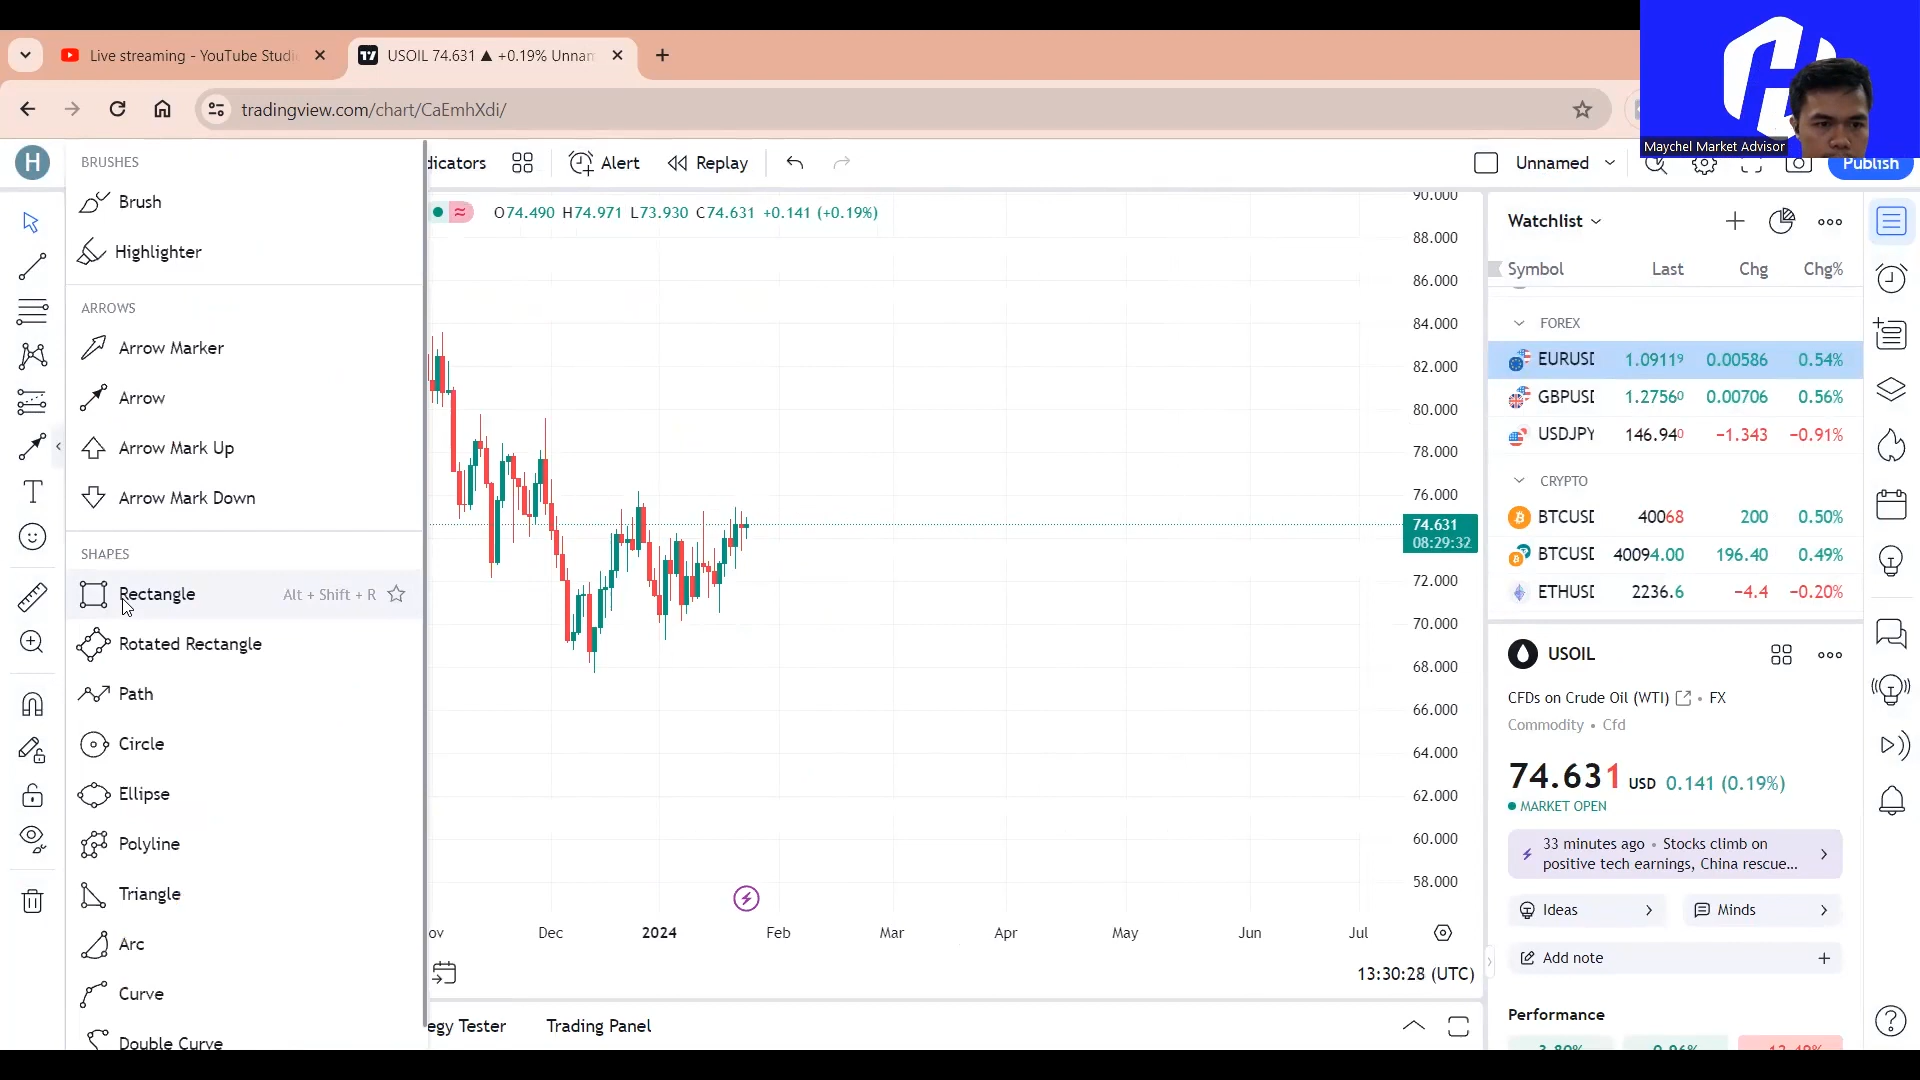 Live streaming - YouTube Studi
USOIL 74.631 ▲ +0.19% Unnam
tradingview.com/chart/CaEmhXdi/
Maychel Market Advisor
H
dicators
Alert
Replay
Unnamed
Publish
BRUSHES
Brush
Highlighter
ARROWS
Arrow Marker
Arrow
Arrow Mark Up
Arrow Mark Down
SHAPES
Rectangle
Alt + Shift + R
Rotated Rectangle
Path
Circle
Ellipse
Polyline
Triangle
Arc
Curve
Double Curve
O74.490 H74.971 L73.930 C74.631 +0.141 (+0.19%)
90.000
88.000
86.000
84.000
82.000
80.000
78.000
76.000
74.631
08:29:32
72.000
70.000
68.000
66.000
64.000
62.000
60.000
58.000
ov Dec 2024 Feb Mar Apr May Jun Jul
13:30:28 (UTC)
egy Tester
Trading Panel
Watchlist
Symbol Last Chg Chg%
FOREX
EURUSD 1.09119 0.00586 0.54%
GBPUSD 1.27560 0.00706 0.56%
USDJPY 146.940 −1.343 −0.91%
CRYPTO
BTCUSD 40068 200 0.50%
BTCUSD 40094.00 196.40 0.49%
ETHUSD 2236.6 −4.4 −0.20%
USOIL
CFDs on Crude Oil (WTI) • FX
Commodity • Cfd
74.631 USD 0.141 (0.19%)
MARKET OPEN
33 minutes ago • Stocks climb on
positive tech earnings, China rescue...
Ideas
Minds
Add note
Performance